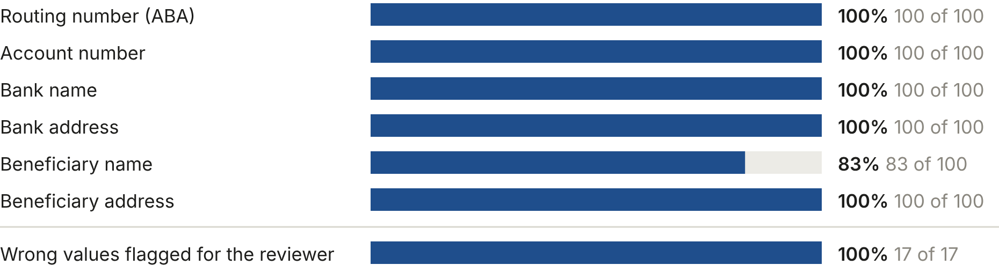 Routing number (ABA) 100% 100 of 100
Account number 100% 100 of 100
Bank name 100% 100 of 100
Bank address 100% 100 of 100
Beneficiary name 83% 83 of 100
Beneficiary address 100% 100 of 100
Wrong values flagged for the reviewer 100% 17 of 17